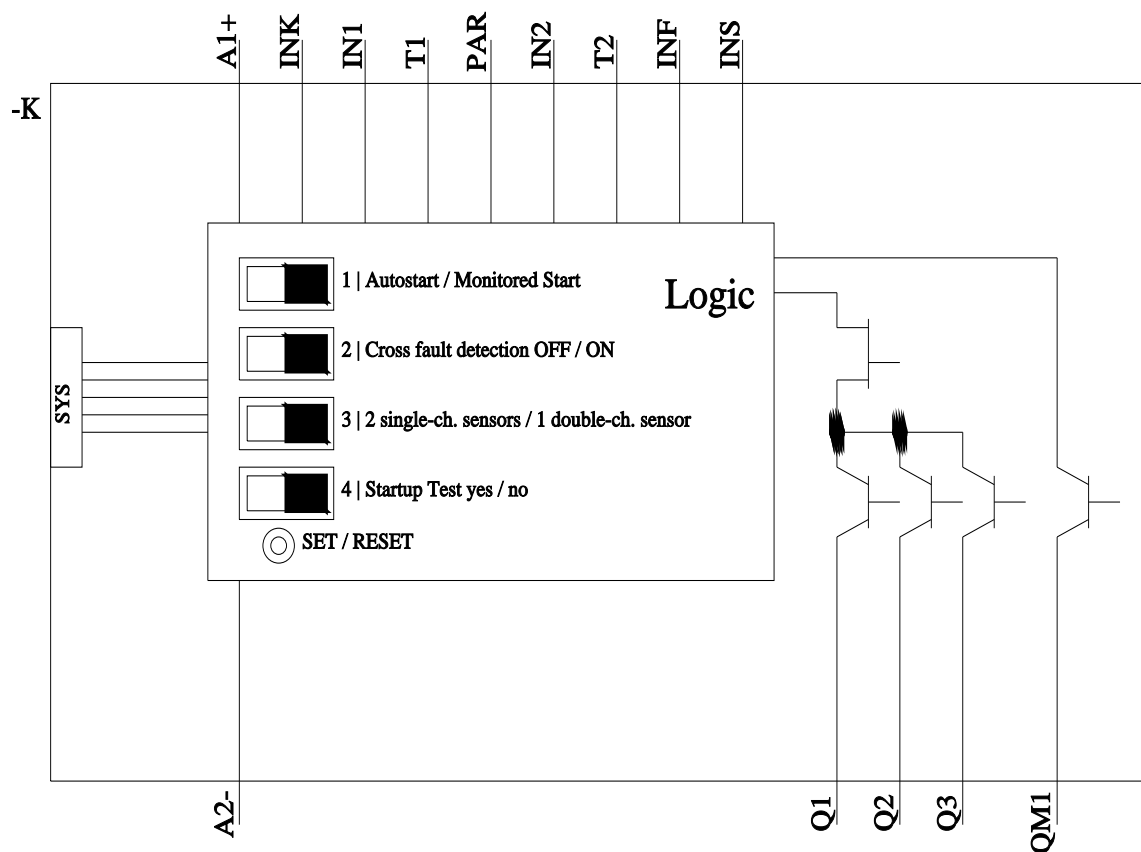 A1+
INK
IN1
T1
PAR
IN2
T2
INF
INS
-K
1 | Autostart / Monitored Start
Logic
2 | Cross fault detection OFF / ON
SYS
3 | 2 single-ch. sensors / 1 double-ch. sensor
4 | Startup Test yes / no
SET / RESET
A2-
Q1
Q2
Q3
QM1